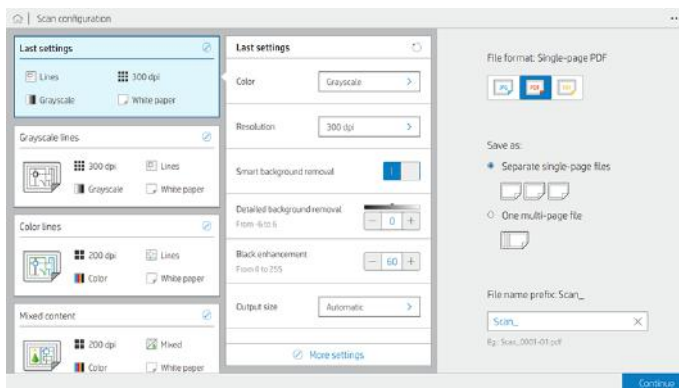 Scan configuration
Last settings
Lines
300 dpi
Grayscale
White paper
Grayscale lines
300 dpi
Lines
Grayscale
White paper
Color lines
200 dpi
Lines
Color
White paper
Mixed content
200 dpi
Mixed
Color
White paper
Last settings
Color
Grayscale
Resolution
300 dpi
Smart background removal
Detailed background removal
From -6 to 6
0
Black enhancement
From 0 to 255
60
Output size
Automatic
More settings
File format: Single-page PDF
PDF
Save as:
Separate single-page files
One multi-page file
File name prefix: Scan_
Scan_
Eg.: Scan_0001-01.pdf
Continue